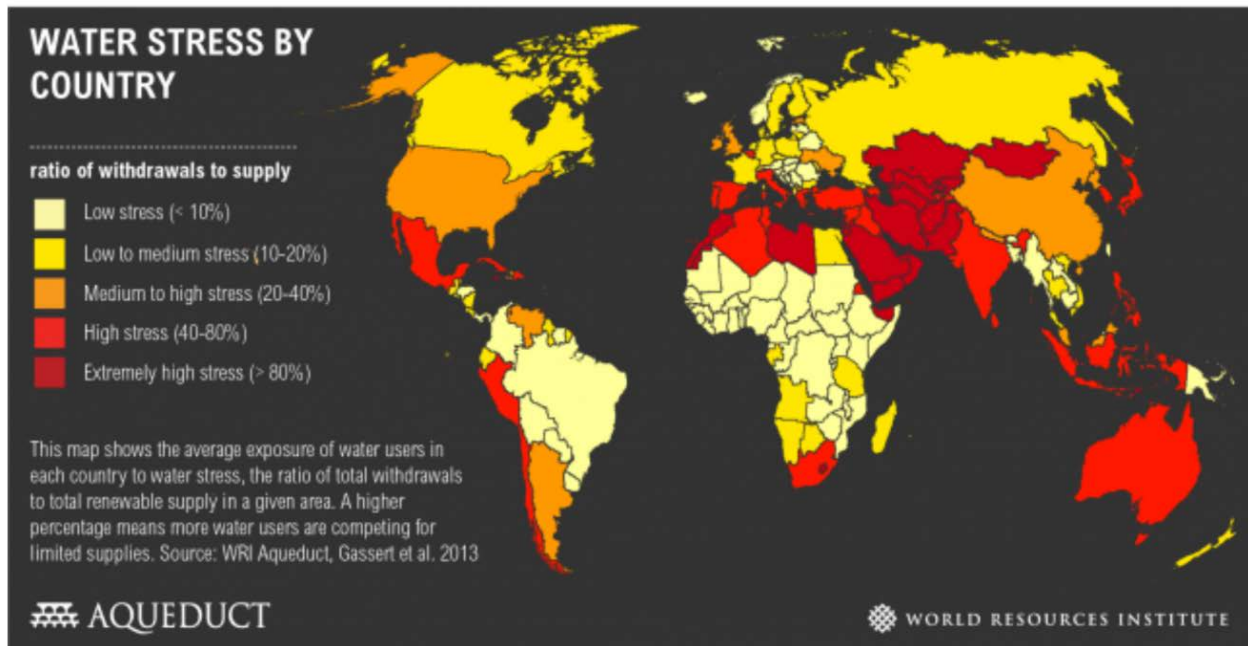 WATER STRESS BY
COUNTRY
ratio of withdrawals to supply
Low stress (< 10%)
Low to medium stress (10-20%)
Medium to high stress (20-40%)
High stress (40-80%)
Extremely high stress (> 80%)
This map shows the average exposure of water users in
each country to water stress, the ratio of total withdrawals
to total renewable supply in a given area. A higher
percentage means more water users are competing for
limited supplies. Source: WRI Aqueduct, Gassert et al. 2013
AQUEDUCT
WORLD RESOURCES INSTITUTE